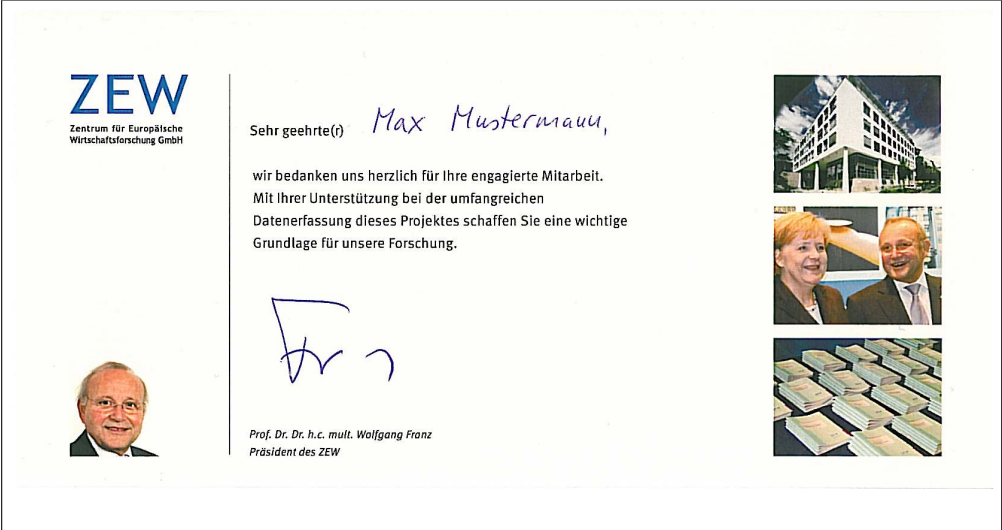 ZEW
Zentrum für Europäische
Wirtschaftsforschung GmbH
Sehr geehrte(r) Max Mustermann,
wir bedanken uns herzlich für Ihre engagierte Mitarbeit.
Mit Ihrer Unterstützung bei der umfangreichen
Datenerfassung dieses Projektes schaffen Sie eine wichtige
Grundlage für unsere Forschung.
Prof. Dr. Dr. h.c. mult. Wolfgang Franz
Präsident des ZEW